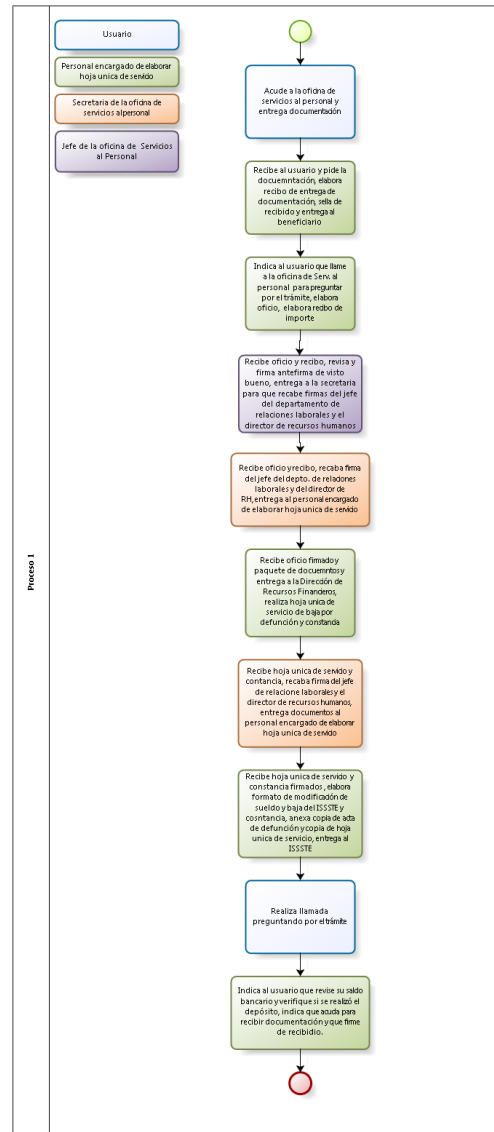 Usuario
Personal encargado de elaborar
hoja unica de servicio
Secretaria de la oficina de
servicios al personal
Jefe de la oficina de Servicios
al Personal
Proceso 1
Acude a la oficina de
servicios al personal y
entrega documentación
Recibe al usuario y pide la
docuemntación, elabora
recibo de entrega de
documentación, sella de
recibido y entrega al
beneficiario
Indica al usuario que llame
a la oficina de Serv. al
personal para preguntar
por el trámite, elabora
oficio, elabora recibo de
importe
Recibe oficio y recibo, revisa y
firma antefirma de visto
bueno, entrega a la secretaria
para que recabe firmas del jefe
del departamento de
relaciones laborales y el
director de recursos humanos
Recibe oficio y recibo, recaba firma
del jefe del depto. de relaciones
laborales y del director de
RH,entrega al personal encargado
de elaborar hoja unica de servicio
Recibe oficio firmado y
paquete de docuemntos y
entrega a la Dirección de
Recursos Financieros,
realiza hoja unica de
servicio de baja por
defunción y constancia
Recibe hoja unica de servido y
contancia, recaba firma del jefe
de relacione laborales y el
director de recursos humanos,
entrega documentos al
personal encargado de elaborar
hoja unica de servicio
Recibe hoja unica de servido y
constancia firmados , elabora
formato de modificación de
sueldo y baja del ISSSTE y
cosntancia, anexa copia de acta
de defunción y copia de hoja
unica de servicio, entrega al
ISSSTE
Realiza llamada
preguntando por el trámite
Indica al usuario que revise su saldo
bancario y verifique si se realizó el
depósito, indica que acuda para
recibir documentación y que firme
de recibidio.